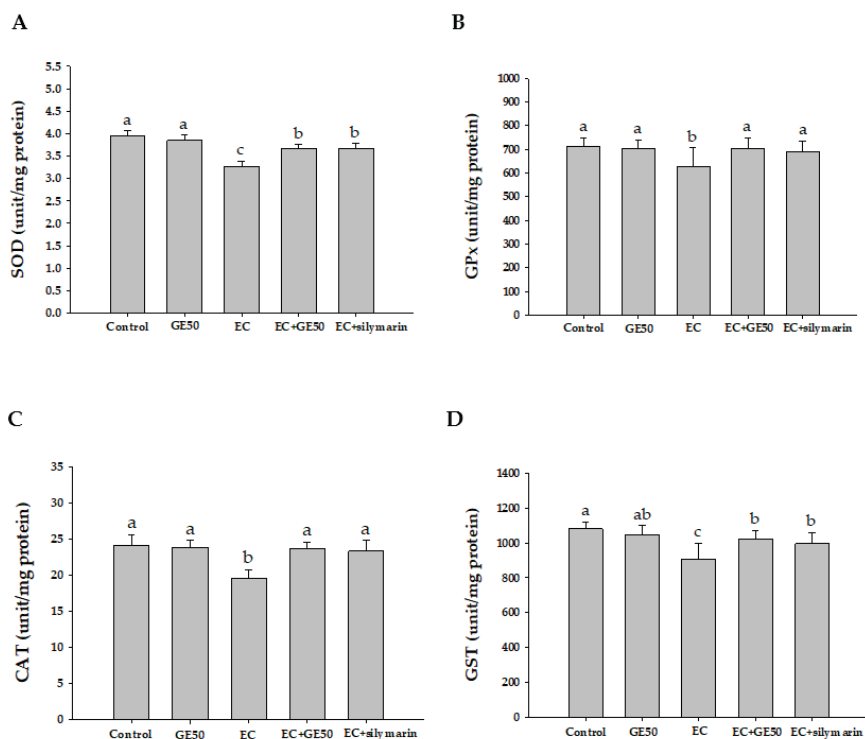 A
SOD (unit/mg protein)
5.5
5.0
4.5
4.0
3.5
3.0
2.5
2.0
1.5
1.0
0.5
0.0
a
a
c
b
b
Control
GE50
EC
EC+GE50
EC+silymarin
B
GPx (unit/mg protein)
1000
900
800
700
600
500
400
300
200
100
0
a
a
b
a
a
Control
GE50
EC
EC+GE50
EC+silymarin
C
CAT (unit/mg protein)
35
30
25
20
15
10
5
0
a
a
b
a
a
Control
GE50
EC
EC+GE50
EC+silymarin
D
GST (unit/mg protein)
1400
1200
1000
800
600
400
200
0
a
ab
c
b
b
Control
GE50
EC
EC+GE50
EC+silymarin